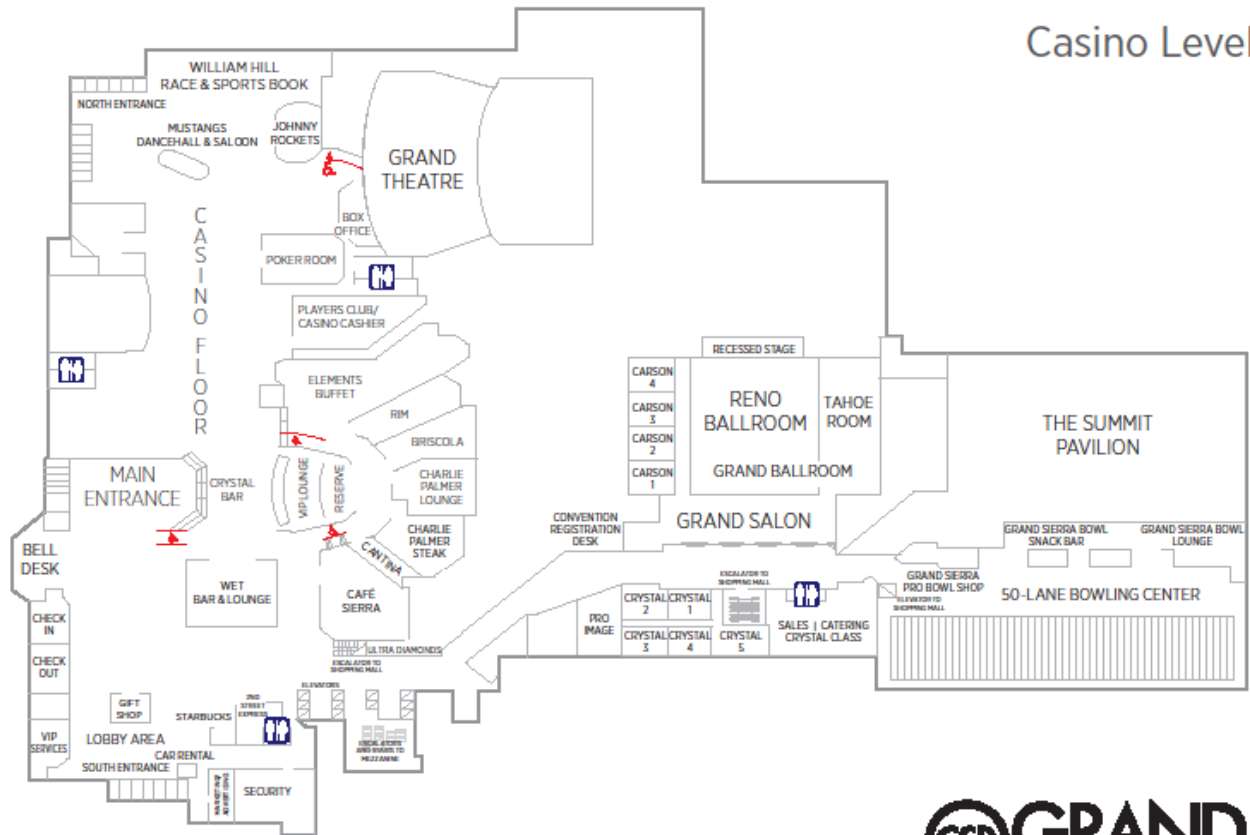 Casino Level
WILLIAM HILL
RACE & SPORTS BOOK
NORTH ENTRANCE
MUSTANGS
DANCEHALL & SALOON
JOHNNY
ROCKETS
GRAND
THEATRE
BOX
OFFICE
POKER ROOM
CASINO FLOOR
PLAYERS CLUB/
CASINO CASHIER
ELEMENTS
BUFFET
RIM
BRISCOLA
CHARLIE
PALMER
LOUNGE
CHARLIE
PALMER
STEAK
VIP LOUNGE
RESERVE
CANTINA
CRYSTAL
BAR
MAIN
ENTRANCE
BELL
DESK
WET
BAR & LOUNGE
CAFÉ
SIERRA
ULTRA DIAMONDS
ESCALATOR TO
SHOPPING MALL
CHECK
IN
CHECK
OUT
VIP
SERVICES
GIFT
SHOP
LOBBY AREA
STARBUCKS
2ND
STREET
EXPRESS
ELEVATORS
ESCALATORS
AND STAIRS TO
MEZZANINE
CAR RENTAL
SOUTH ENTRANCE
MARKETING/
ADVERTISING
SECURITY
RECESSED STAGE
CARSON
4
CARSON
3
CARSON
2
CARSON
1
RENO
BALLROOM
TAHOE
ROOM
GRAND BALLROOM
CONVENTION
REGISTRATION
DESK
GRAND SALON
ESCALATOR TO
SHOPPING MALL
PRO
IMAGE
CRYSTAL
2
CRYSTAL
1
CRYSTAL
3
CRYSTAL
4
CRYSTAL
5
SALES | CATERING
CRYSTAL CLASS
THE SUMMIT
PAVILION
GRAND SIERRA BOWL
SNACK BAR
GRAND SIERRA BOWL
LOUNGE
GRAND SIERRA
PRO BOWL SHOP
ELEVATOR TO
SHOPPING MALL
50-LANE BOWLING CENTER
GSR GRAND